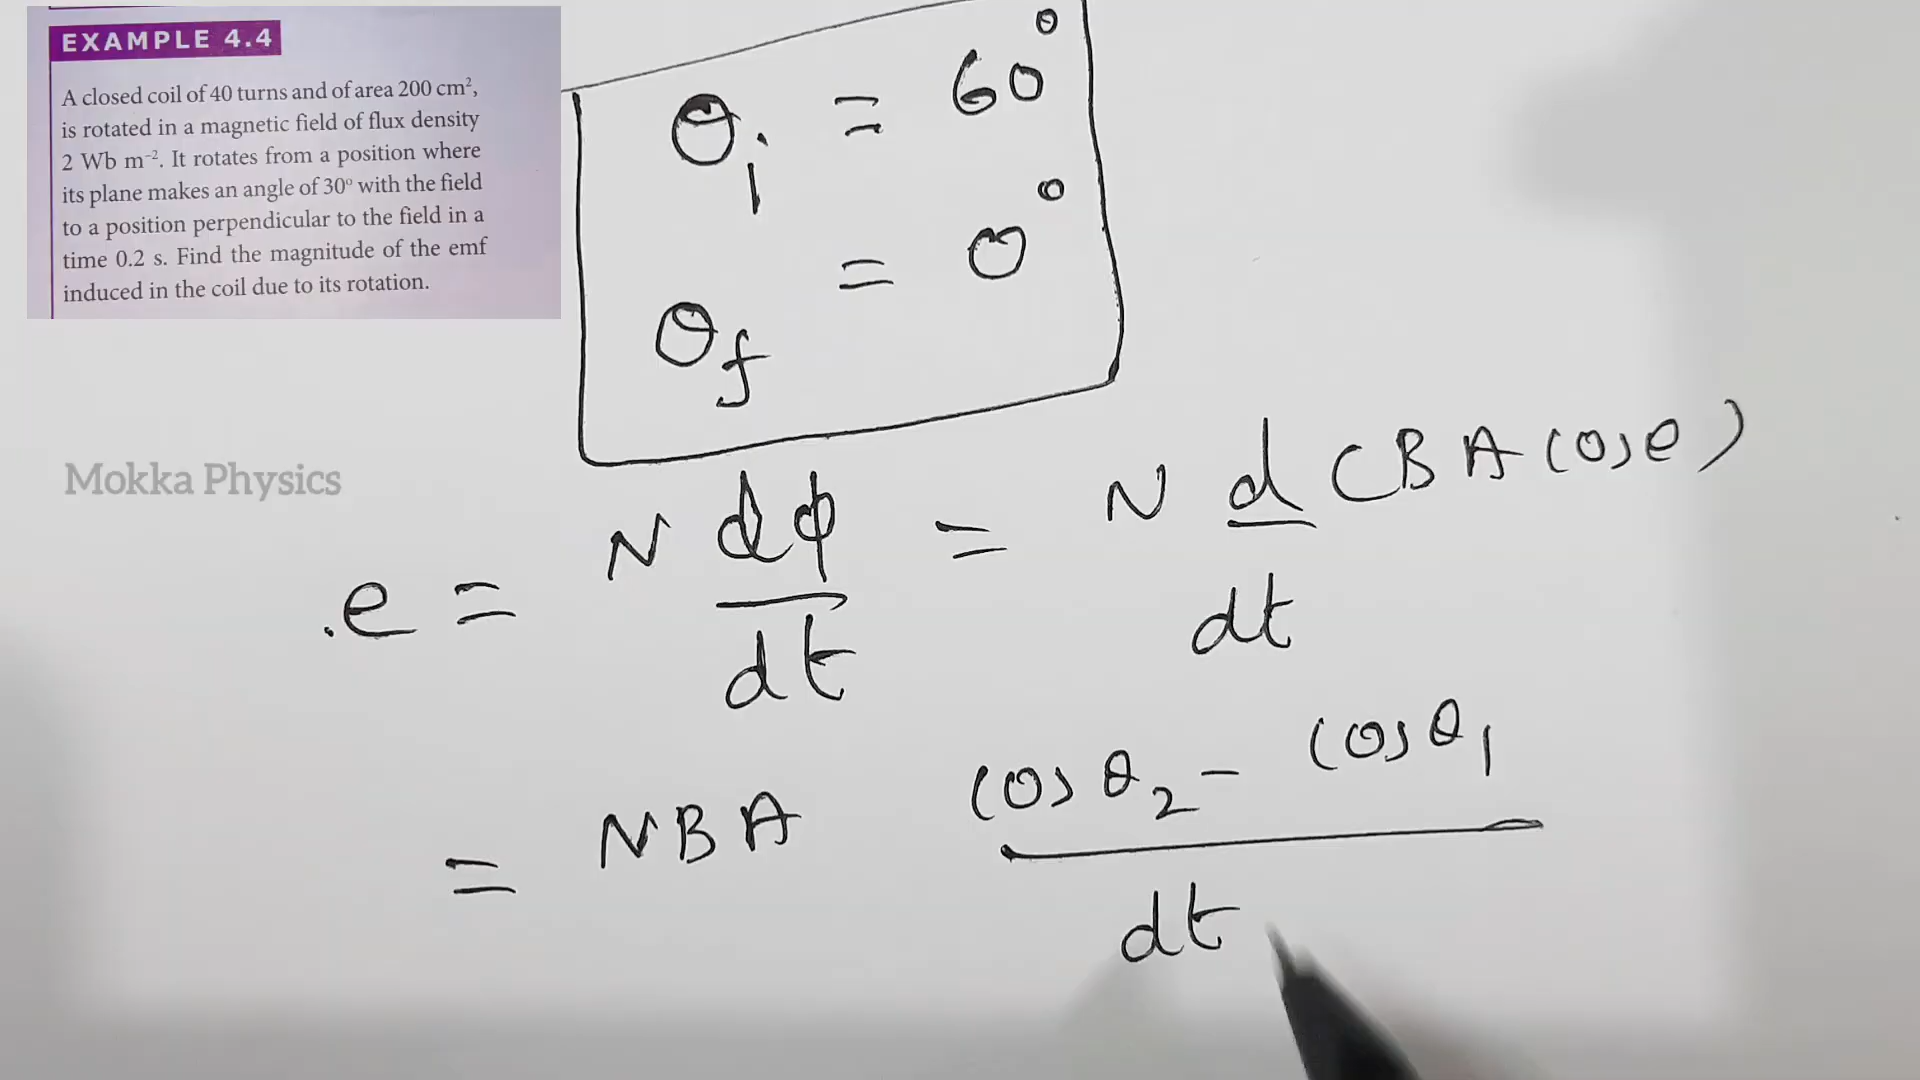 EXAMPLE 4.4
A closed coil of 40 turns and of area 200 cm²,
is rotated in a magnetic field of flux density
2 Wb m⁻². It rotates from a position where
its plane makes an angle of 30º with the field
to a position perpendicular to the field in a
time 0.2 s. Find the magnitude of the emf
induced in the coil due to its rotation.
θi = 60°
θf = 0°
Mokka Physics
e = N dϕ/dt = N d/dt (BA cosθ)
= NBA (cosθ₂ - cosθ₁)/dt